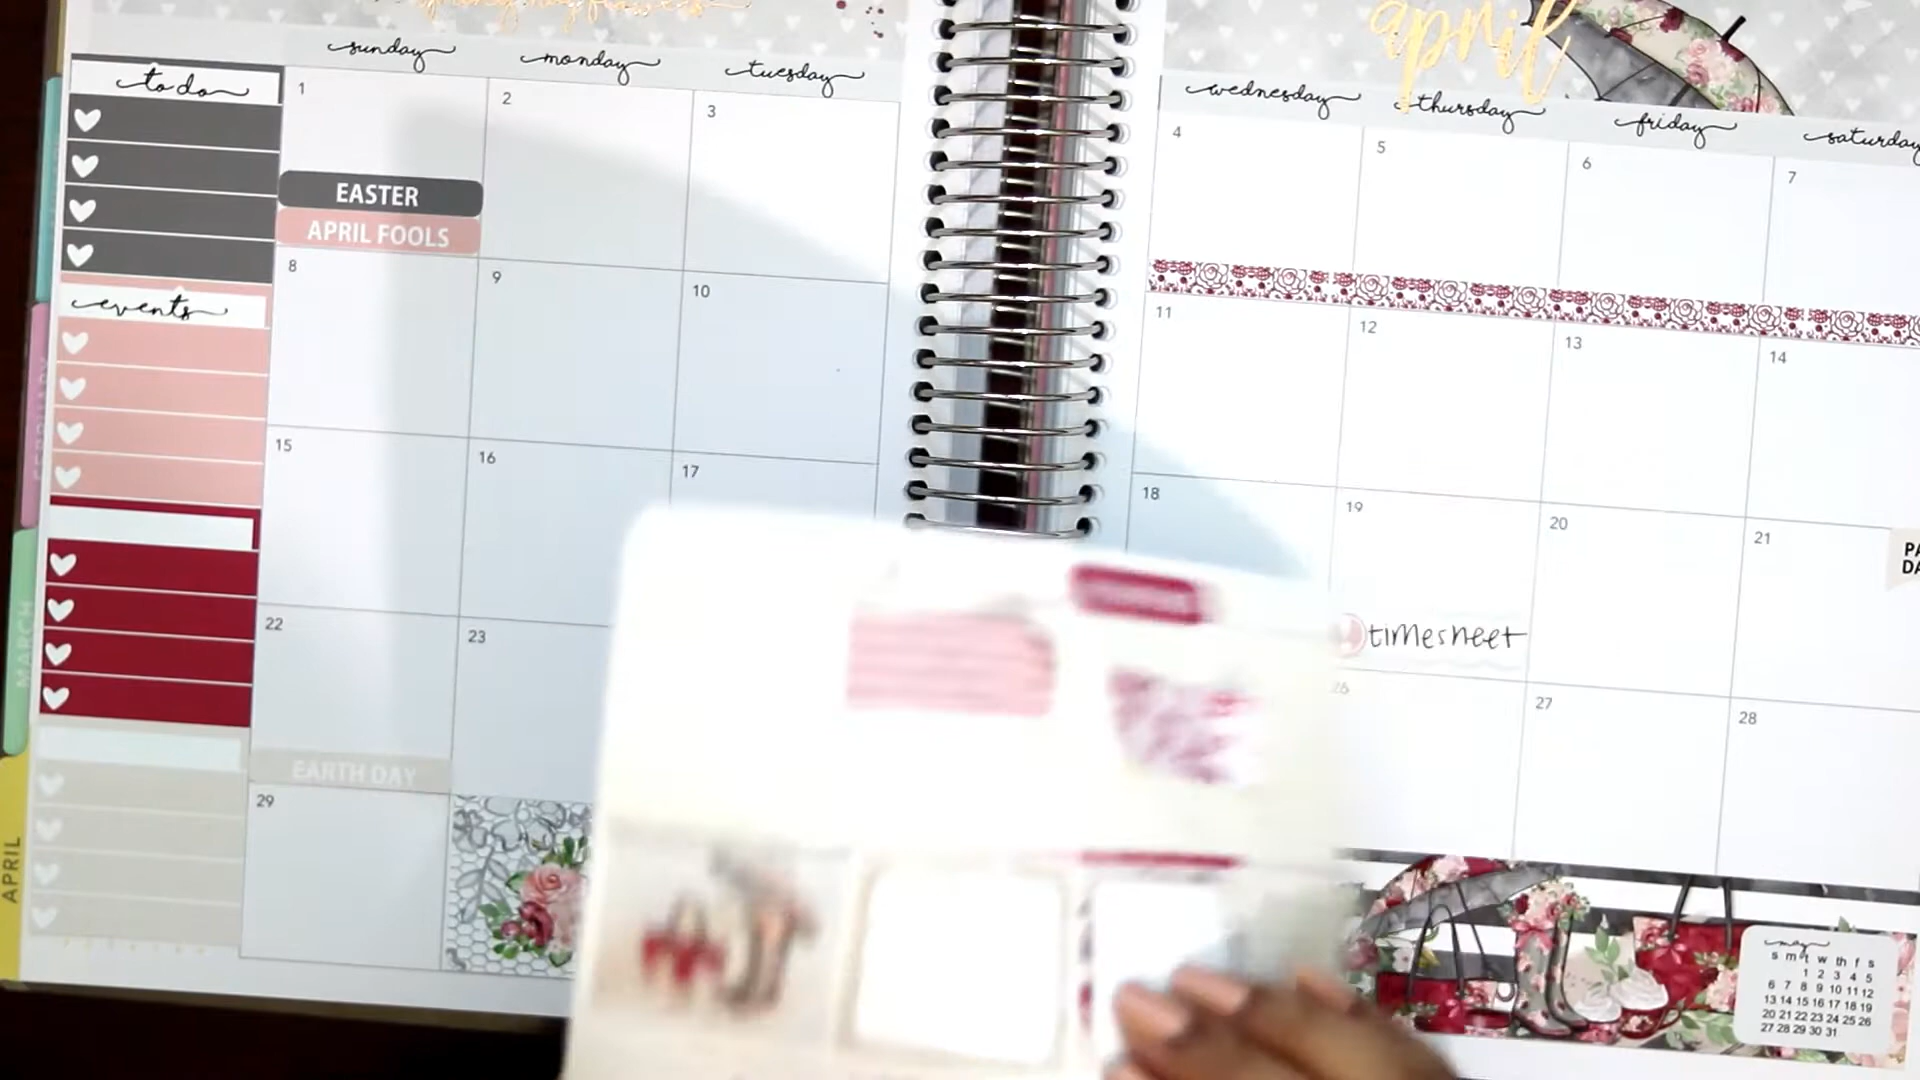 april
sunday monday tuesday wednesday thursday friday saturday
to do
1 2 3 4 5 6 7
EASTER
APRIL FOOLS
events
8 9 10 11 12 13 14
15 16 17 18 19 20 21
timesheet
22 23 26 27 28
EARTH DAY
29
FEBRUARY
MARCH
APRIL
may
s m t w th f s
1 2 3 4 5
6 7 8 9 10 11 12
13 14 15 16 17 18 19
20 21 22 23 24 25 26
27 28 29 30 31